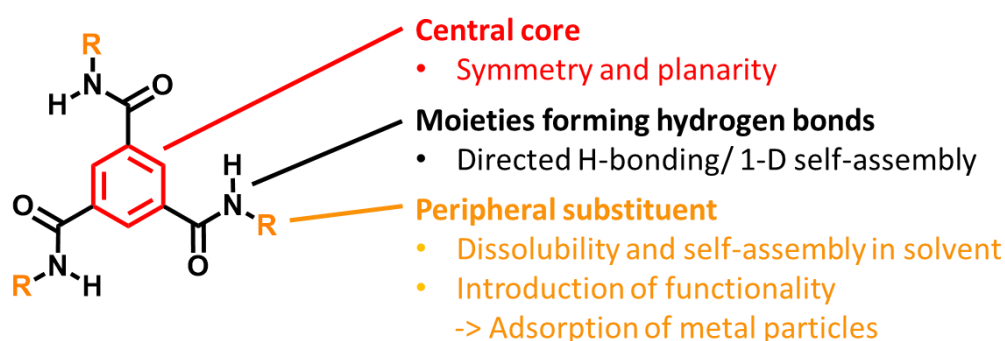 R
N
H
O
Central core
• Symmetry and planarity
Moieties forming hydrogen bonds
• Directed H-bonding/ 1-D self-assembly
H
N
R
O
O
N
R
H
Peripheral substituent
• Dissolubility and self-assembly in solvent
• Introduction of functionality
-> Adsorption of metal particles